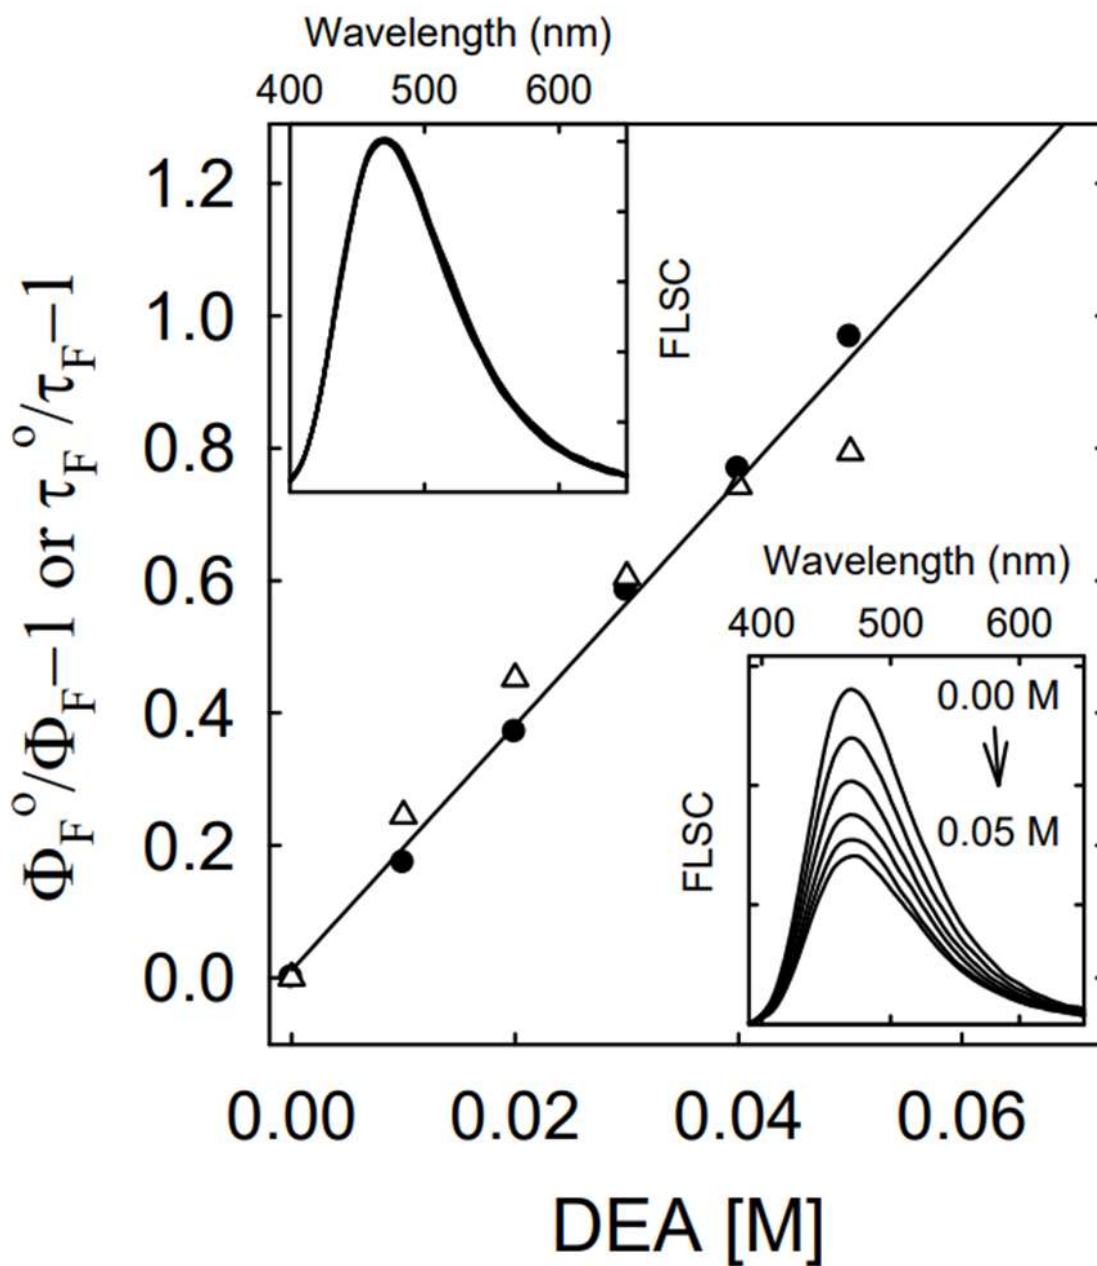 Wavelength (nm)
400 500 600
1.2
1.0
0.8
0.6
0.4
0.2
0.0
Φ_F^o/Φ_F−1 or τ_F^o/τ_F−1
FLSC
Wavelength (nm)
400 500 600
0.00 M
0.05 M
FLSC
0.00 0.02 0.04 0.06
DEA [M]